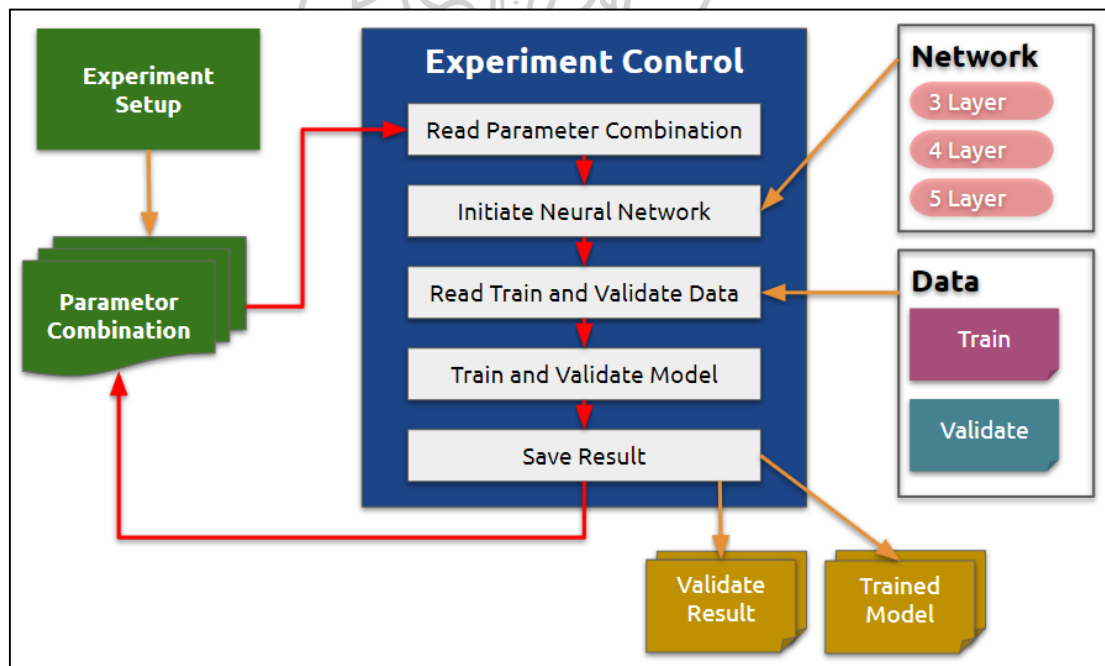 Experiment
Setup
Parametor
Combination
Experiment Control
Read Parameter Combination
Initiate Neural Network
Read Train and Validate Data
Train and Validate Model
Save Result
Network
3 Layer
4 Layer
5 Layer
Data
Train
Validate
Validate
Result
Trained
Model